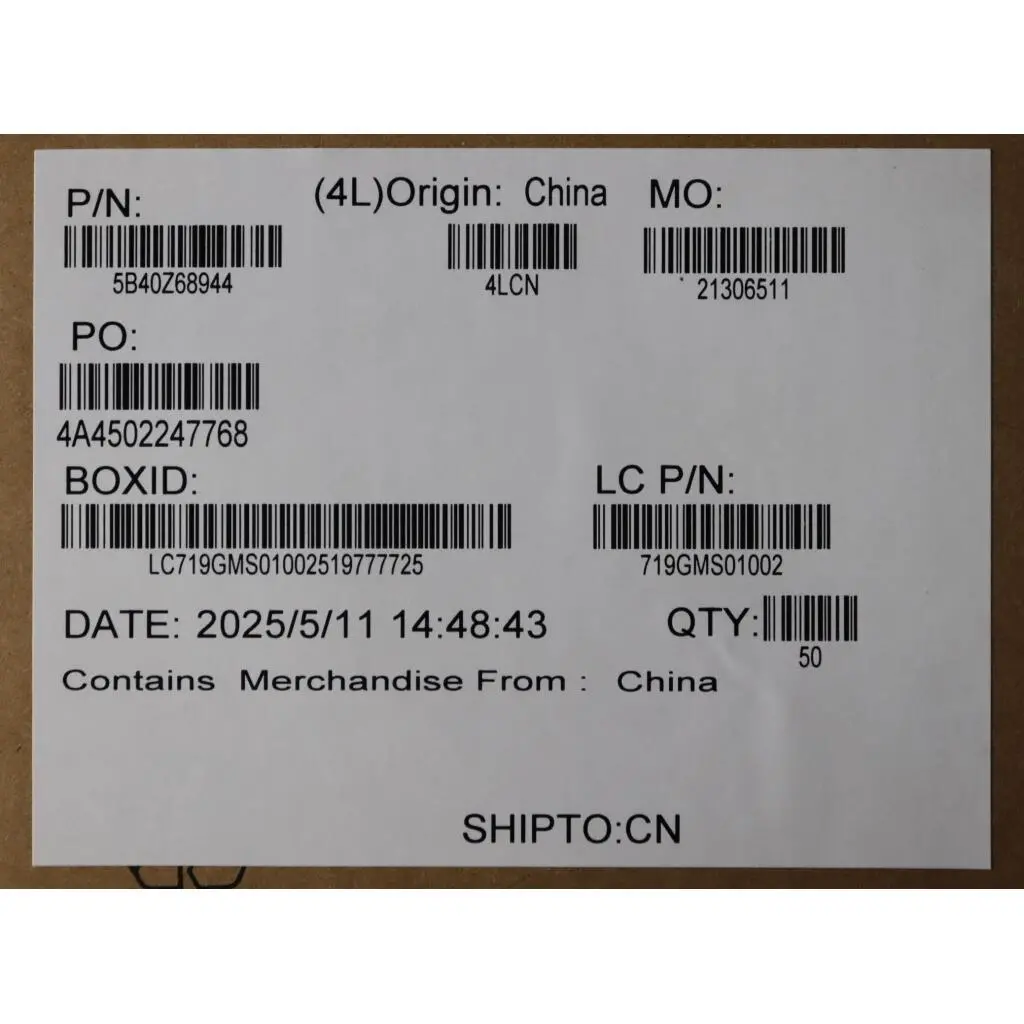 P/N: (4L)Origin: China MO:
5B40Z68944 4LCN 21306511
PO:
4A4502247768
BOXID: LC P/N:
LC719GMS01002519777725 719GMS01002
DATE: 2025/5/11 14:48:43 QTY:
50
Contains Merchandise From : China
SHIPTO:CN